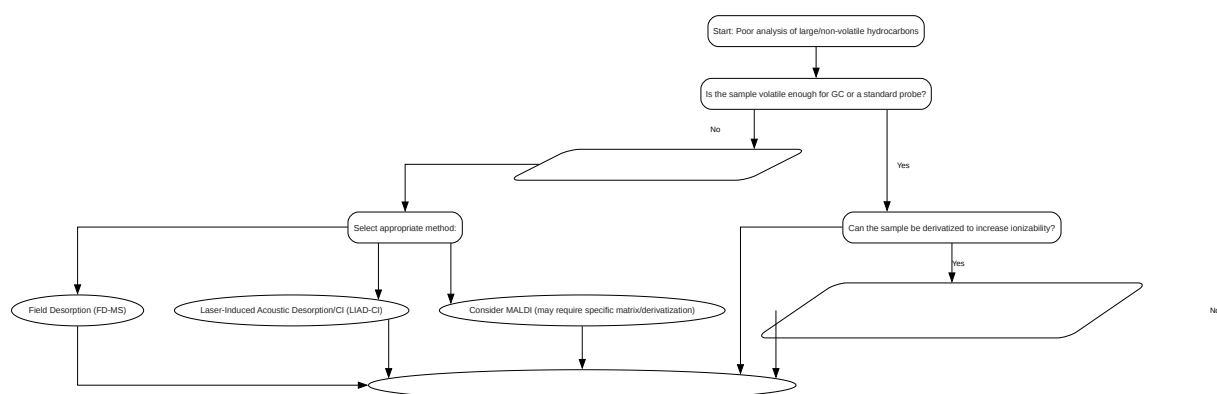 Start: Poor analysis of large/non-volatile hydrocarbons
Is the sample volatile enough for GC or a standard probe?
No
Yes
Select appropriate method:
Can the sample be derivatized to increase ionizability?
Yes
Field Desorption (FD-MS)
Laser-Induced Acoustic Desorption/CI (LIAD-CI)
Consider MALDI (may require specific matrix/derivatization)
No